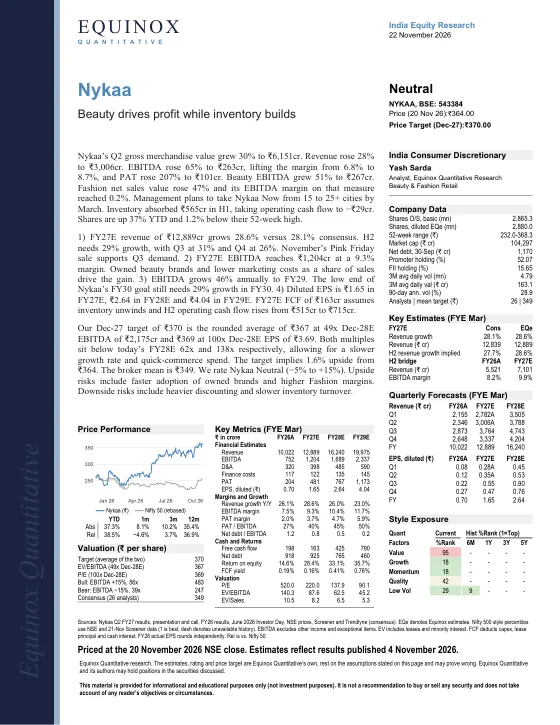 EQUINOX
QUANTITATIVE
India Equity Research
22 November 2026
Nykaa
Beauty drives profit while inventory builds
Neutral
NYKAA, BSE: 543384
Price (20 Nov 26):₹364.00
Price Target (Dec-27):₹370.00
Nykaa's Q2 gross merchandise value grew 30% to ₹6,151cr. Revenue rose 28%
to ₹3,006cr. EBITDA rose 65% to ₹263cr, lifting the margin from 6.8% to
8.7%, and PAT rose 207% to ₹101cr. Beauty EBITDA grew 51% to ₹267cr.
Fashion net sales value rose 47% and its EBITDA margin on that measure
reached 0.2%. Management plans to take Nykaa Now from 15 to 25+ cities by
March. Inventory absorbed ₹565cr in H1, taking operating cash flow to −₹29cr.
Shares are up 37% YTD and 1.2% below their 52-week high.
1) FY27E revenue of ₹12,889cr grows 28.6% versus 28.1% consensus. H2
needs 29% growth, with Q3 at 31% and Q4 at 26%. November's Pink Friday
sale supports Q3 demand. 2) FY27E EBITDA reaches ₹1,204cr at a 9.3%
margin. Owned beauty brands and lower marketing costs as a share of sales
drive the gain. 3) EBITDA grows 46% annually to FY29. The low end of
Nykaa's FY30 goal still needs 29% growth in FY30. 4) Diluted EPS is ₹1.65 in
FY27E, ₹2.64 in FY28E and ₹4.04 in FY29E. FY27E FCF of ₹163cr assumes
inventory unwinds and H2 operating cash flow rises from ₹515cr to ₹715cr.
Our Dec-27 target of ₹370 is the rounded average of ₹367 at 49x Dec-28E
EBITDA of ₹2,175cr and ₹369 at 100x Dec-28E EPS of ₹3.69. Both multiples
sit below today's FY28E 62x and 138x respectively, allowing for a slower
growth rate and quick-commerce spend. The target implies 1.6% upside from
₹364. The broker mean is ₹349. We rate Nykaa Neutral (−5% to +15%). Upside
risks include faster adoption of owned brands and higher Fashion margins.
Downside risks include heavier discounting and slower inventory turnover.
India Consumer Discretionary
Yash Sarda
Analyst, Equinox Quantitative Research
Beauty & Fashion Retail
Company Data
Shares O/S, basic (mn) 2,865.3
Shares, diluted EQe (mn) 2,880.0
52-week range (₹) 232.0-368.3
Market cap (₹ cr) 104,297
Net debt, 30-Sep (₹ cr) 1,170
Promoter holding (%) 52.07
FII holding (%) 15.65
3M avg daily vol (mn) 4.79
3M avg daily val (₹ cr) 163.1
90-day ann. vol (%) 28.9
Analysts | mean target (₹) 26 | 349
Key Estimates (FYE Mar)
FY27E Cons EQe
Revenue growth 28.1% 28.6%
Revenue (₹ cr) 12,839 12,889
H2 revenue growth implied 27.7% 28.6%
H2 bridge FY26A FY27E
Revenue (₹ cr) 5,521 7,101
EBITDA margin 8.2% 9.9%
Quarterly Forecasts (FYE Mar)
Revenue (₹ cr) FY26A FY27E FY28E
Q1 2,155 2,782A 3,505
Q2 2,346 3,006A 3,788
Q3 2,873 3,764 4,743
Q4 2,648 3,337 4,204
FY 10,022 12,889 16,240
EPS, diluted (₹) FY26A FY27E FY28E
Q1 0.08 0.28A 0.45
Q2 0.12 0.35A 0.53
Q3 0.22 0.55 0.90
Q4 0.27 0.47 0.76
FY 0.70 1.65 2.64
Style Exposure
Quant Current Hist %Rank (1=Top)
Factors %Rank 6M 1Y 3Y 5Y
Value 95 - - - -
Growth 18 - - - -
Momentum 18 - - - -
Quality 42 - - - -
Low Vol 29 9 - - -
Price Performance
350
300
250
Jan 26 Apr 26 Jul 26 Oct 26
Nykaa (₹) Nifty 50 (rebased)
YTD 1m 3m 12m
Abs 37.3% 8.1% 10.2% 35.4%
Rel 38.5% −4.6% 3.7% 36.9%
Valuation (₹ per share)
Target (average of the two) 370
EV/EBITDA (49x Dec-28E) 367
P/E (100x Dec-28E) 369
Bull: EBITDA +15%, 56x 483
Bear: EBITDA −15%, 39x 247
Consensus (26 analysts) 349
Key Metrics (FYE Mar)
₹ in crore FY26A FY27E FY28E FY29E
Financial Estimates
Revenue 10,022 12,889 16,240 19,975
EBITDA 752 1,204 1,689 2,337
D&A 320 398 485 590
Finance costs 117 122 135 145
PAT 204 481 767 1,173
EPS, diluted (₹) 0.70 1.65 2.64 4.04
Margins and Growth
Revenue growth Y/Y 26.1% 28.6% 26.0% 23.0%
EBITDA margin 7.5% 9.3% 10.4% 11.7%
PAT margin 2.0% 3.7% 4.7% 5.9%
PAT / EBITDA 27% 40% 45% 50%
Net debt / EBITDA 1.2 0.8 0.5 0.2
Cash and Returns
Free cash flow 198 163 425 790
Net debt 918 925 765 460
Return on equity 14.6% 28.4% 33.1% 35.7%
FCF yield 0.19% 0.16% 0.41% 0.76%
Valuation
P/E 520.0 220.0 137.9 90.1
EV/EBITDA 140.3 87.6 62.5 45.2
EV/Sales 10.5 8.2 6.5 5.3
Equinox Quantitative
Sources: Nykaa Q2 FY27 results, presentation and call. FY26 results, June 2026 Investor Day, NSE prices, Screener and Trendlyne (consensus). EQe denotes Equinox estimates. Nifty 500 style percentiles
use NSE and 21-Nov Screener data (1 is best, dash denotes unavailable history). EBITDA excludes other income and exceptional items. EV includes leases and minority interest. FCF deducts capex, lease
principal and cash interest. FY26 actual EPS rounds independently. Rel is vs. Nifty 50.
Priced at the 20 November 2026 NSE close. Estimates reflect results published 4 November 2026.
Equinox Quantitative research. The estimates, rating and price target are Equinox Quantitative's own, rest on the assumptions stated on this page and may prove wrong. Equinox Quantitative
and its authors may hold positions in the securities discussed.
This material is provided for informational and educational purposes only (not investment purposes). It is not a recommendation to buy or sell any security and does not take
account of any reader's objectives or circumstances.